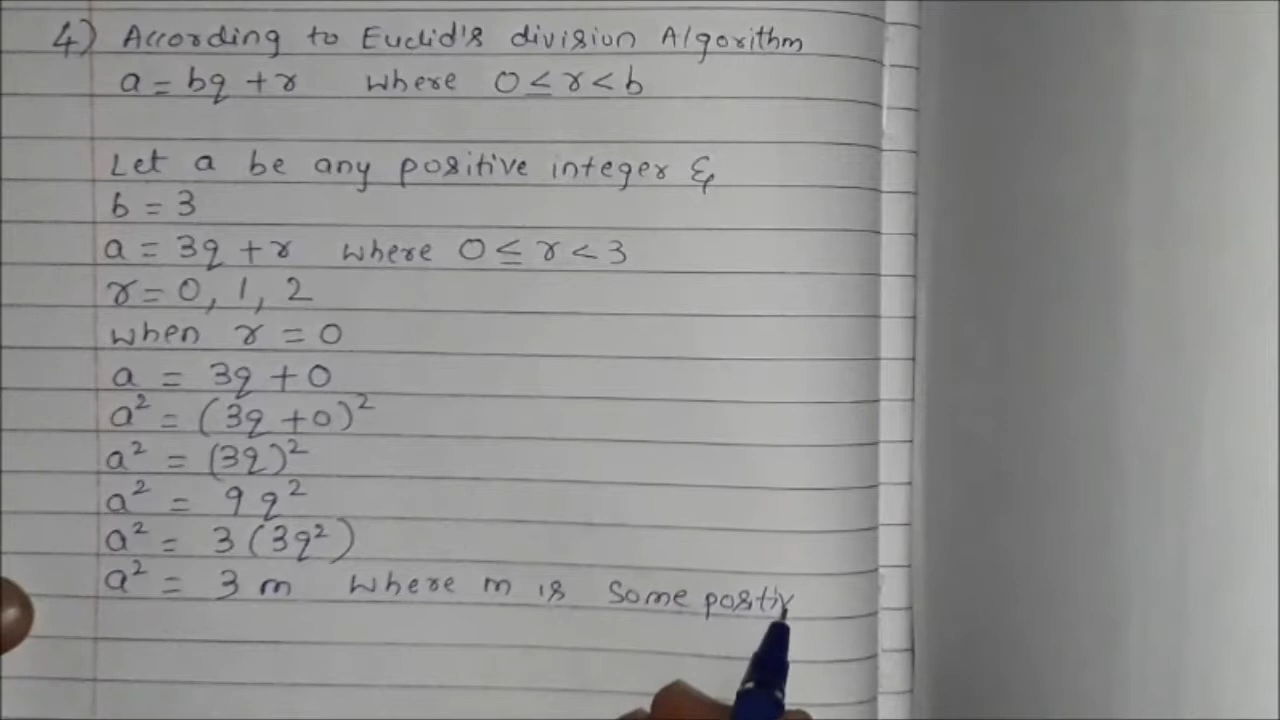 4) According to Euclid's division Algorithm
a = bq + r where 0 ≤ r < b
Let a be any positive integer &
b = 3
a = 3q + r where 0 ≤ r < 3
r = 0, 1, 2
when r = 0
a = 3q + 0
a² = (3q + 0)²
a² = (3q)²
a² = 9q²
a² = 3(3q²)
a² = 3m where m is some positiv